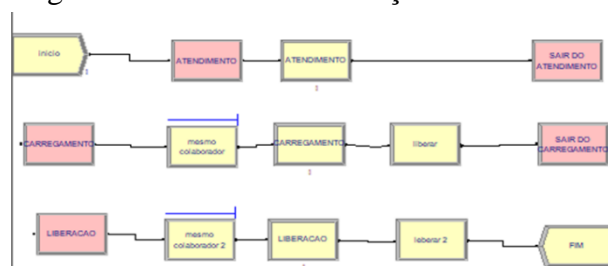 inicio
ATENDIMENTO
ATENDIMENTO
SAIR DO
ATENDIMENTO
CARREGAMENTO
mesmo
colaborador
CARREGAMENTO
liberar
SAIR DO
CARREGAMENTO
LIBERACAO
mesmo
colaborador 2
LIBERACAO
leberar 2
FIM